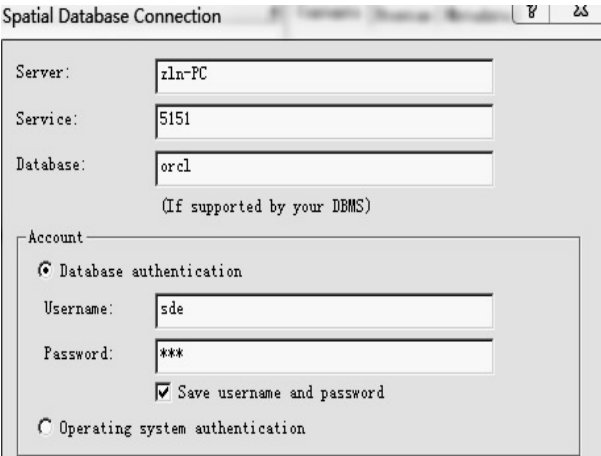 Spatial Database Connection
Server: zln-PC
Service: 5151
Database: orcl
(If supported by your DBMS)
Account
Database authentication
Username: sde
Password: ***
Save username and password
Operating system authentication